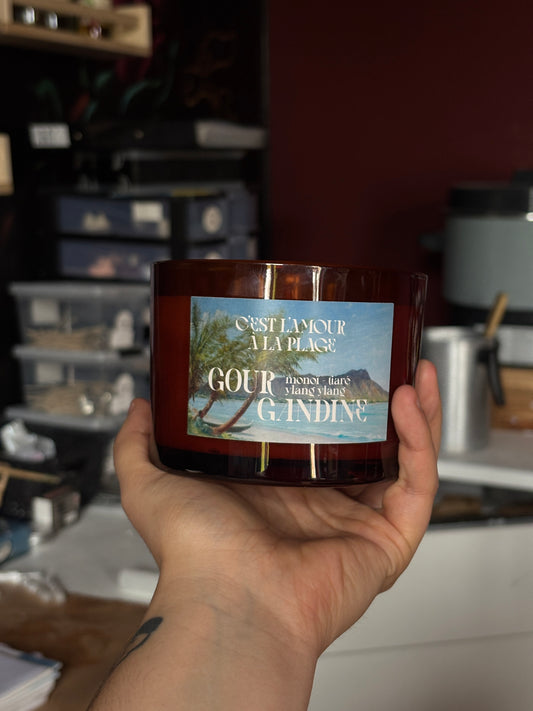 C'EST L'AMOUR
À LA PLAGE
GOUR
monoï - tiaré
ylang ylang
GANDINE